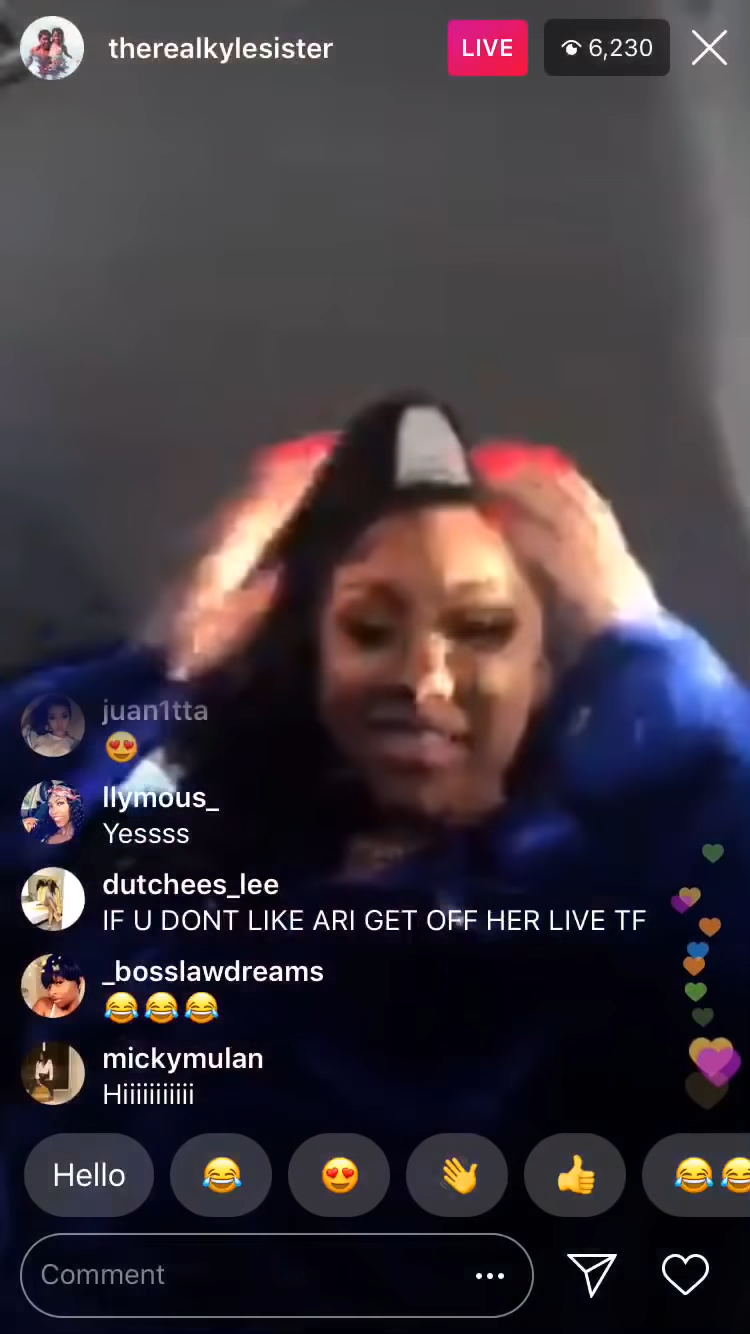 therealkylesister
LIVE
6,230
juan1tta
😍
llymous_
Yessss
dutchees_lee
IF U DONT LIKE ARI GET OFF HER LIVE TF
_bosslawdreams
😂😂😂
mickymulan
Hiiiiiiiiiii
Hello
Comment